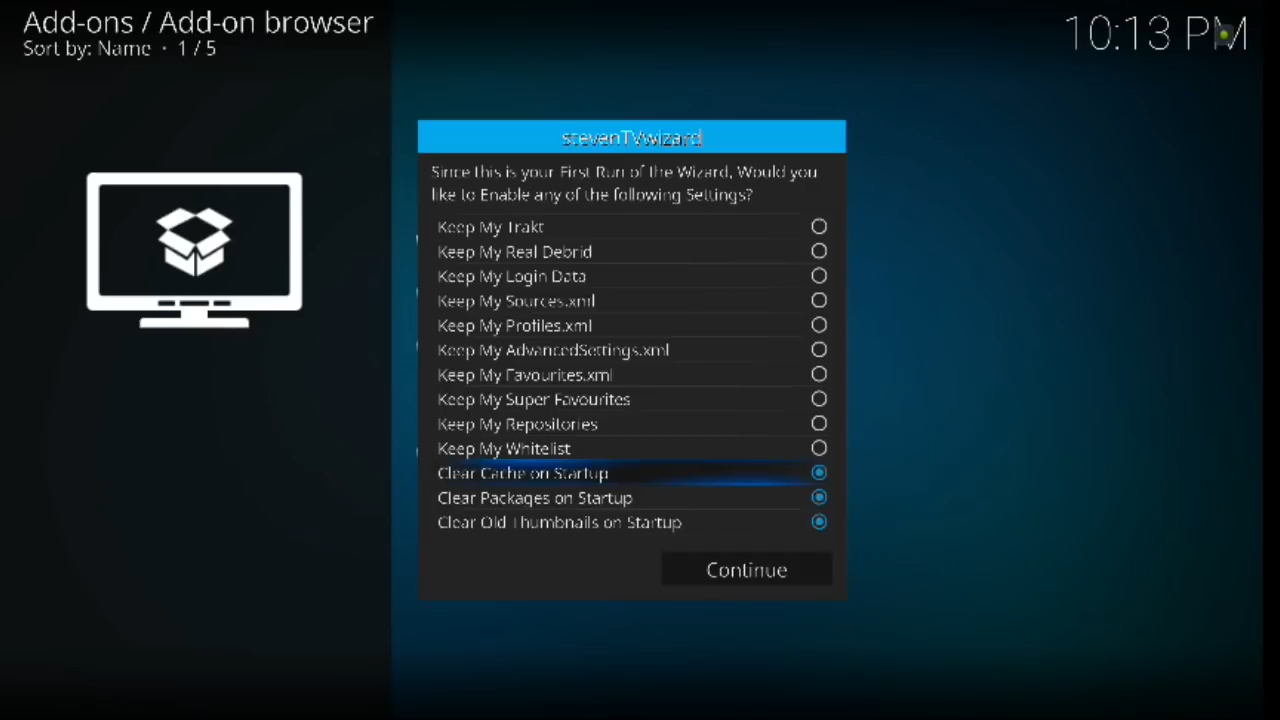 Add-ons / Add-on browser
Sort by: Name · 1 / 5
10:13 PM
stevenTVwizard
Since this is your First Run of the Wizard, Would you
like to Enable any of the following Settings?
Keep My Trakt
Keep My Real Debrid
Keep My Login Data
Keep My Sources.xml
Keep My Profiles.xml
Keep My AdvancedSettings.xml
Keep My Favourites.xml
Keep My Super Favourites
Keep My Repositories
Keep My Whitelist
Clear Cache on Startup
Clear Packages on Startup
Clear Old Thumbnails on Startup
Continue